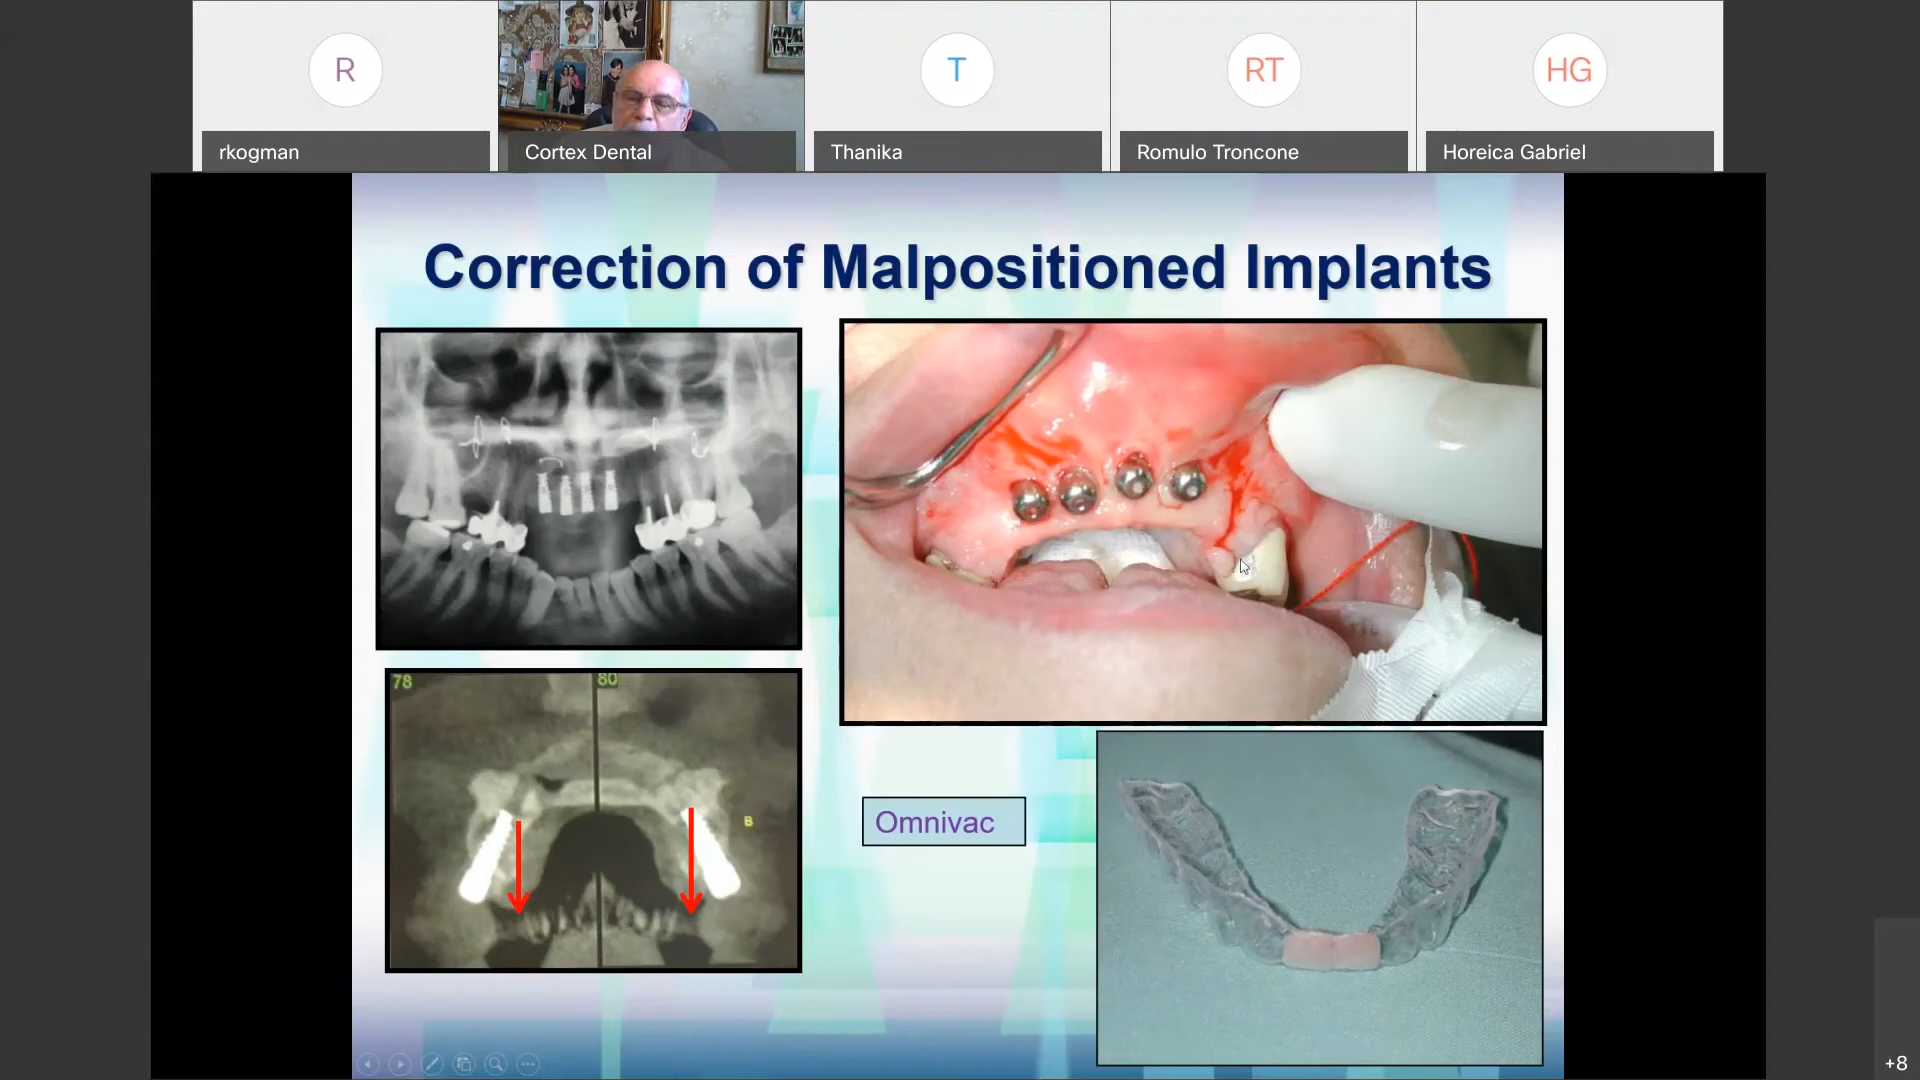 R
T
RT
HG
rkogman
Cortex Dental
Thanika
Romulo Troncone
Horeica Gabriel
Correction of Malpositioned Implants
78
80
B
Omnivac
+8